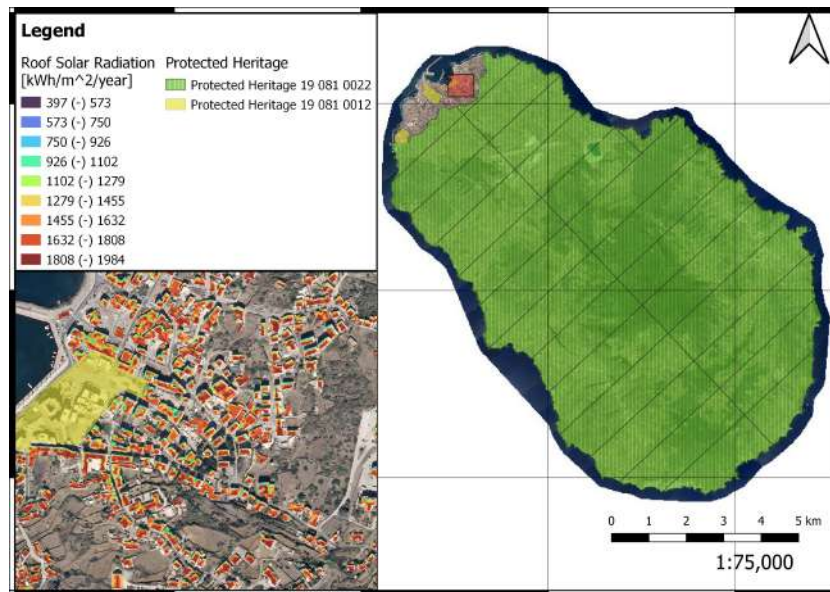 Legend
Roof Solar Radiation
[kWh/m^2/year]
397 (-) 573
573 (-) 750
750 (-) 926
926 (-) 1102
1102 (-) 1279
1279 (-) 1455
1455 (-) 1632
1632 (-) 1808
1808 (-) 1984
Protected Heritage
Protected Heritage 19 081 0022
Protected Heritage 19 081 0012
0 1 2 3 4 5 km
1:75,000